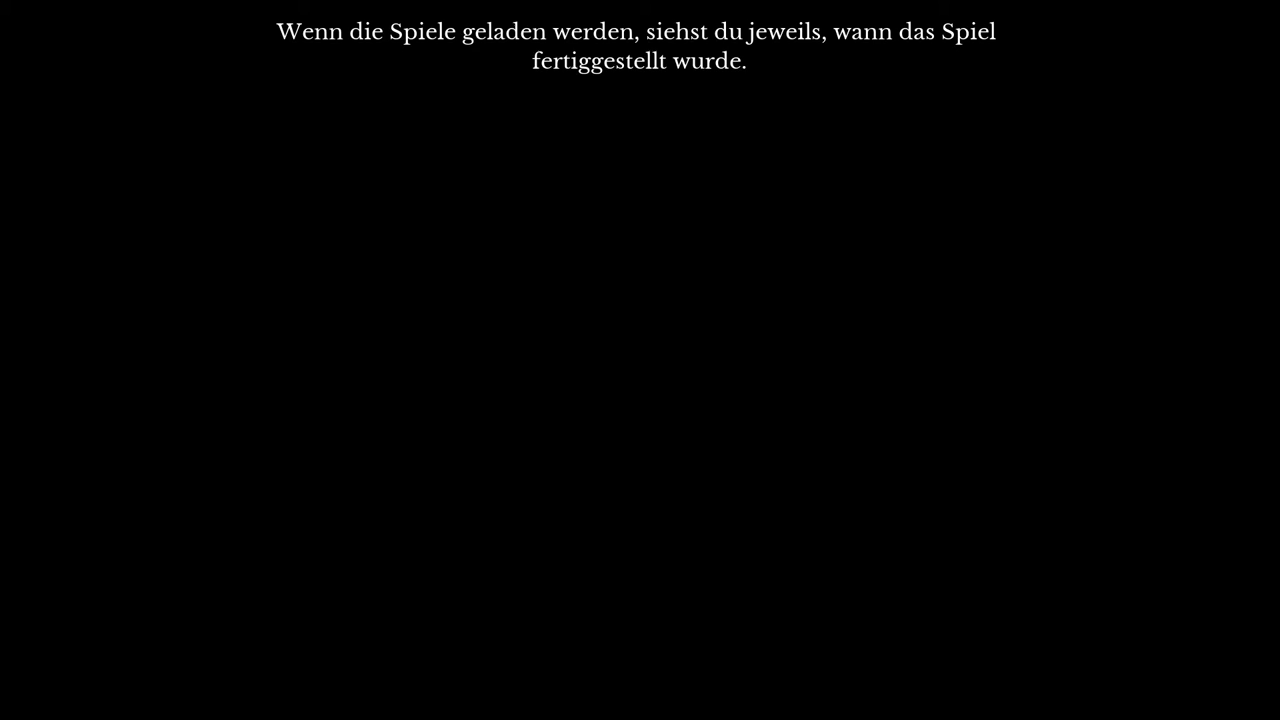 Wenn die Spiele geladen werden, siehst du jeweils, wann das Spiel
fertiggestellt wurde.